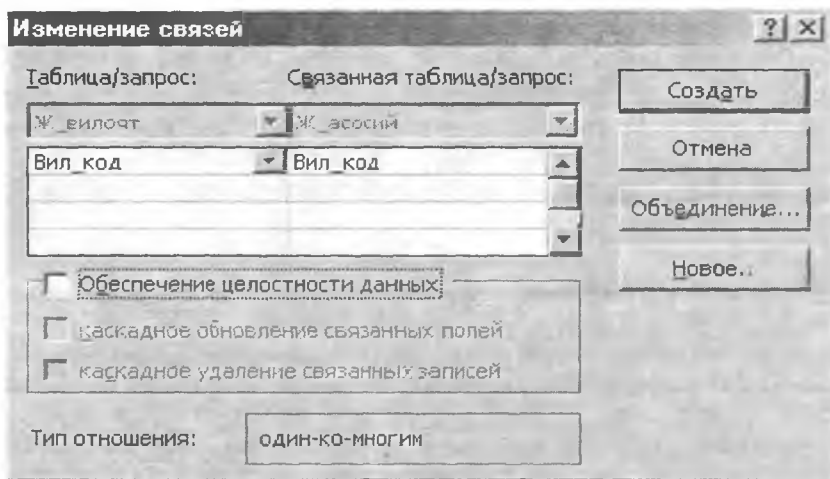 Изменение связей
Таблица/запрос: Связанная таблица/запрос:
Ж_вилоят Ж_асосий
Вил_код Вил_код
Обеспечение целостности данных
каскадное обновление связанных полей
каскадное удаление связанных записей
Тип отношения: один-ко-многим
Создать
Отмена
Объединение...
Новое..